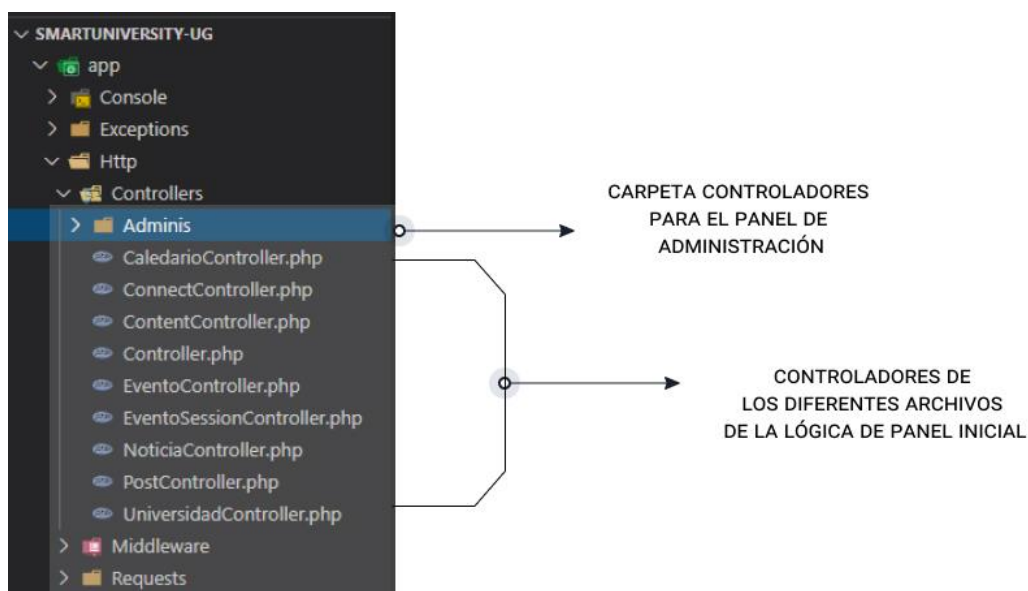 SMARTUNIVERSITY-UG
app
Console
Exceptions
Http
Controllers
Adminis
CaledarioController.php
ConnectController.php
ContentController.php
Controller.php
EventoController.php
EventoSessionController.php
NoticiaController.php
PostController.php
UniversidadController.php
Middleware
Requests
CARPETA CONTROLADORES
PARA EL PANEL DE
ADMINISTRACIÓN
CONTROLADORES DE
LOS DIFERENTES ARCHIVOS
DE LA LÓGICA DE PANEL INICIAL